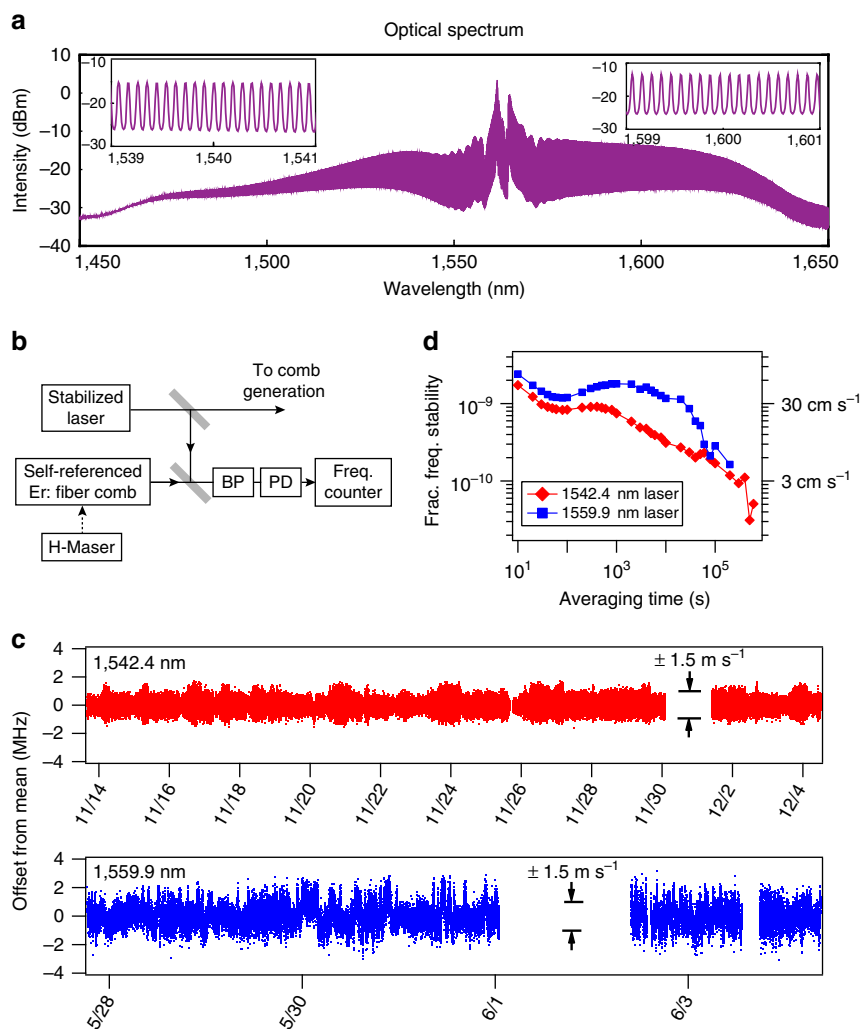 a
Optical spectrum
Intensity (dBm)
10
0
−10
−20
−30
−40
−10
−20
−30
1,539
1,540
1,541
−10
−20
−30
1,599
1,600
1,601
1,450
1,500
1,550
1,600
1,650
Wavelength (nm)
b
Stabilized
laser
To comb
generation
Self-referenced
Er: fiber comb
BP
PD
Freq.
counter
H-Maser
d
Frac. freq. stability
10⁻⁹
10⁻¹⁰
30 cm s⁻¹
3 cm s⁻¹
1542.4 nm laser
1559.9 nm laser
10¹
10³
10⁵
Averaging time (s)
c
Offset from mean (MHz)
4
2
0
−2
−4
1,542.4 nm
± 1.5 m s⁻¹
11/14
11/16
11/18
11/20
11/22
11/24
11/26
11/28
11/30
12/2
12/4
4
2
0
−2
−4
1,559.9 nm
± 1.5 m s⁻¹
5/28
5/30
6/1
6/3